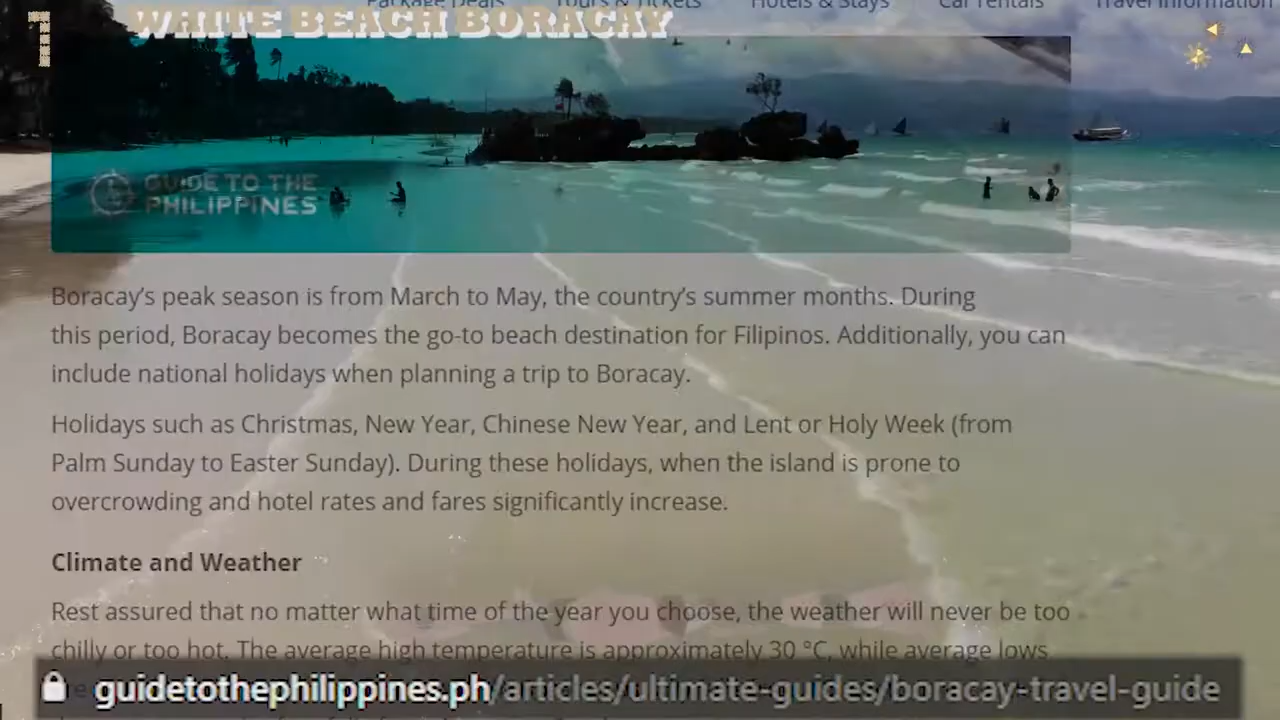 Package Deals Tours & Tickets Hotels & Stays Car rentals Travel Information
1 WHITE BEACH BORACAY
GUIDE TO THE
PHILIPPINES
Boracay's peak season is from March to May, the country's summer months. During
this period, Boracay becomes the go-to beach destination for Filipinos. Additionally, you can
include national holidays when planning a trip to Boracay.
Holidays such as Christmas, New Year, Chinese New Year, and Lent or Holy Week (from
Palm Sunday to Easter Sunday). During these holidays, when the island is prone to
overcrowding and hotel rates and fares significantly increase.
Climate and Weather
Rest assured that no matter what time of the year you choose, the weather will never be too
chilly or too hot. The average high temperature is approximately 30 °C, while average lows
guidetothephilippines.ph/articles/ultimate-guides/boracay-travel-guide